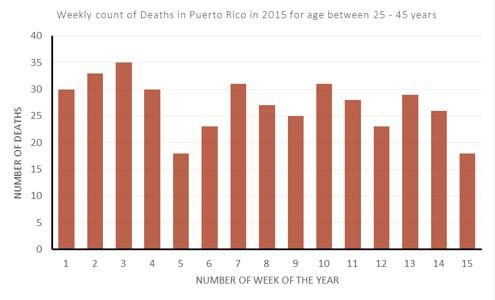 Weekly count of Deaths in Puerto Rico in 2015 for age between 25 - 45 years
40
35
30
25
20
15
10
5
0
NUMBER OF DEATHS
1 2 3 4 5 6 7 8 9 10 11 12 13 14 15
NUMBER OF WEEK OF THE YEAR